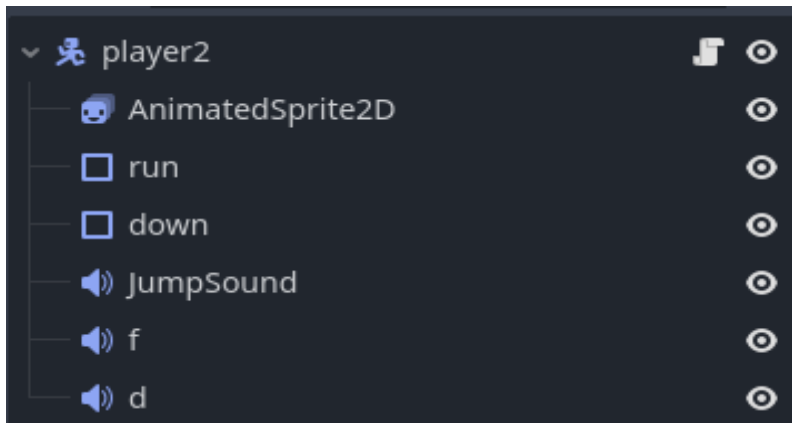 player2
AnimatedSprite2D
run
down
JumpSound
f
d